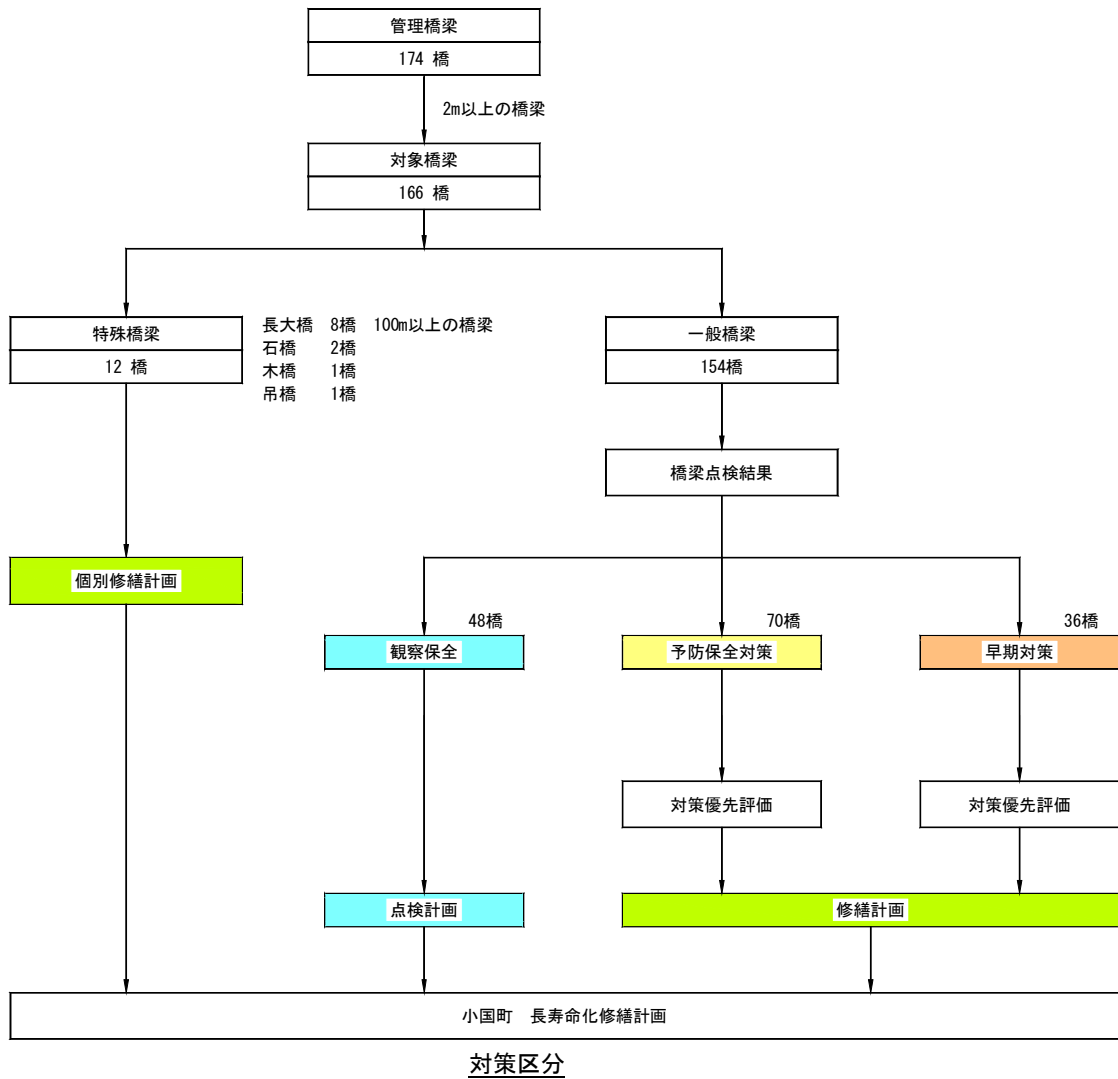 管理橋梁
174 橋
2m以上の橋梁
対象橋梁
166 橋
特殊橋梁
12 橋
長大橋 8橋 100m以上の橋梁
石橋 2橋
木橋 1橋
吊橋 1橋
一般橋梁
154橋
橋梁点検結果
個別修繕計画
48橋
観察保全
70橋
予防保全対策
36橋
早期対策
対策優先評価
対策優先評価
点検計画
修繕計画
小国町 長寿命化修繕計画
対策区分